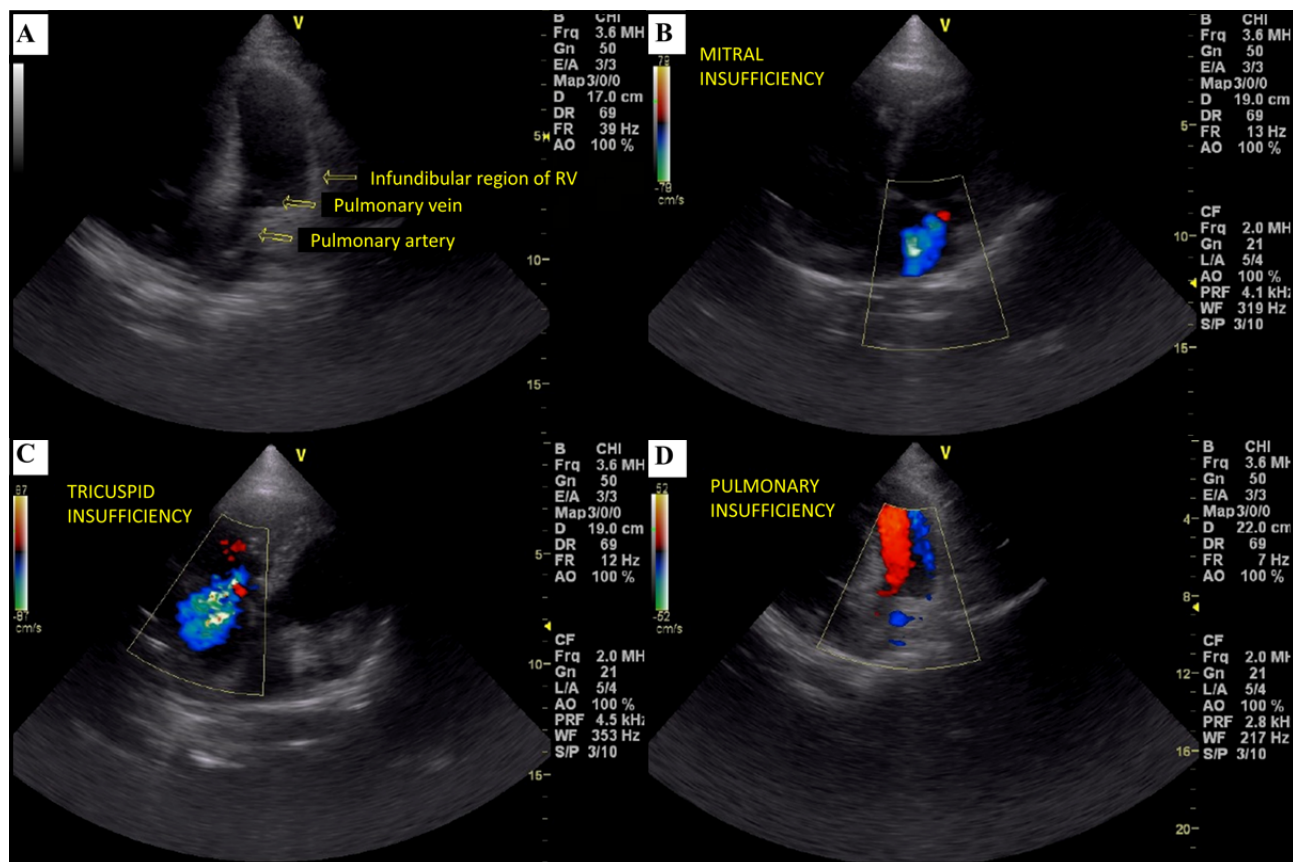 A
V
B CHI
Frq 3.6 MH
Gn 50
E/A 3/3
Map3/0/0
D 17.0 cm
DR 69
FR 39 Hz
AO 100 %
5
10
15
Infundibular region of RV
Pulmonary vein
Pulmonary artery
B
MITRAL
INSUFFICIENCY
78
-78
cm/s
V
B CHI
Frq 3.6 MH
Gn 50
E/A 3/3
Map3/0/0
D 19.0 cm
DR 69
FR 13 Hz
AO 100 %
CF
Frq 2.0 MH
Gn 21
L/A 5/4
AO 100 %
PRF 4.1 kHz
WF 319 Hz
S/P 3/10
5
10
15
C
TRICUSPID
INSUFFICIENCY
87
-87
cm/s
V
B CHI
Frq 3.6 MH
Gn 50
E/A 3/3
Map3/0/0
D 19.0 cm
DR 69
FR 12 Hz
AO 100 %
CF
Frq 2.0 MH
Gn 21
L/A 5/4
AO 100 %
PRF 4.5 kHz
WF 353 Hz
S/P 3/10
5
10
15
D
PULMONARY
INSUFFICIENCY
52
-52
cm/s
V
B CHI
Frq 3.6 MH
Gn 50
E/A 3/3
Map3/0/0
D 22.0 cm
DR 69
FR 7 Hz
AO 100 %
CF
Frq 2.0 MH
Gn 21
L/A 5/4
AO 100 %
PRF 2.8 kH
WF 217 Hz
S/P 3/10
4
8
12
16
20